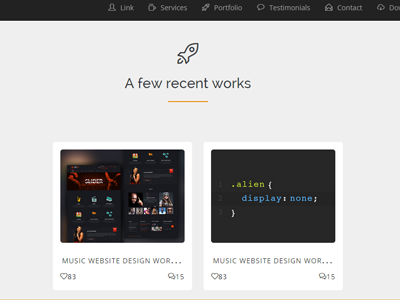 Link Services Portfolio Testimonials Contact
A few recent works
SLIDER
1 .alien {
2 display: none;
3 }
MUSIC WEBSITE DESIGN WOR...
83 15
MUSIC WEBSITE DESIGN WOR...
83 15